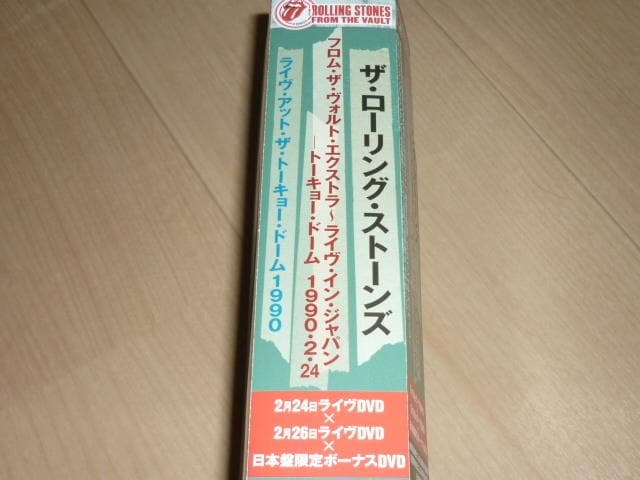 ROLLING STONES
FROM THE VAULT
ザ・ローリング・ストーンズ
フロム・ザ・ヴォルト・エクストラ~ライヴ・イン・ジャパン
―トーキョー・ドーム 1990・2・24
ライヴ・アット・ザ・トーキョー・ドーム1990
2月24日ライヴDVD
×
2月26日ライヴDVD
×
日本盤限定ボーナスDVD